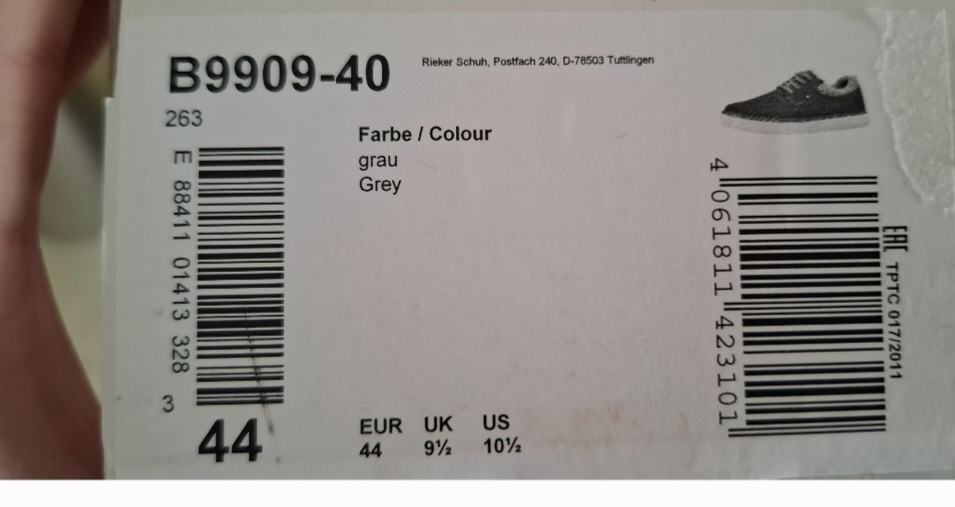 B9909-40
Rieker Schuh, Postfach 240, D-78503 Tuttlingen
263
Farbe / Colour
grau
Grey
E 88411 01413 328
3
44
EUR UK US
44 9½ 10½
4 061811 423101
EAC TPTC 017/2011